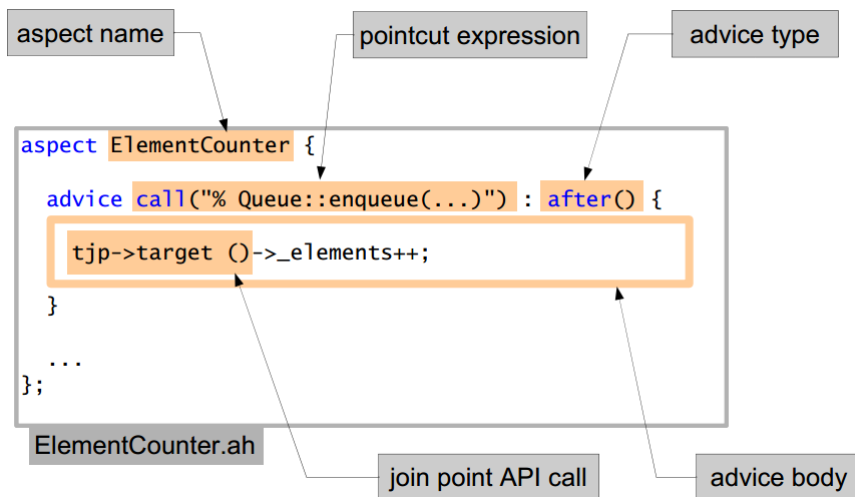 aspect name
pointcut expression
advice type
aspect ElementCounter {
advice call("% Queue::enqueue(...)") : after() {
tjp->target ()->_elements++;
}
...
};
ElementCounter.ah
join point API call
advice body